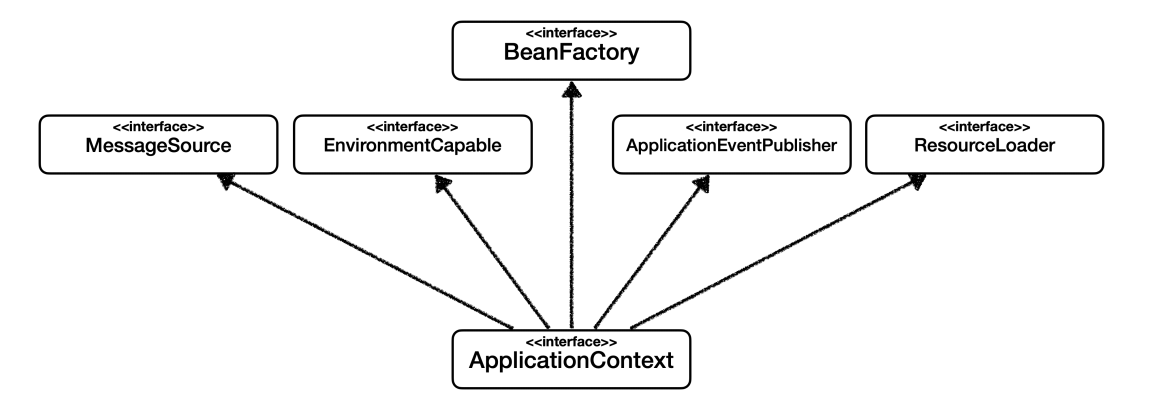 <<interface>>
BeanFactory
<<interface>>
MessageSource
<<interface>>
EnvironmentCapable
<<interface>>
ApplicationEventPublisher
<<interface>>
ResourceLoader
<<interface>>
ApplicationContext